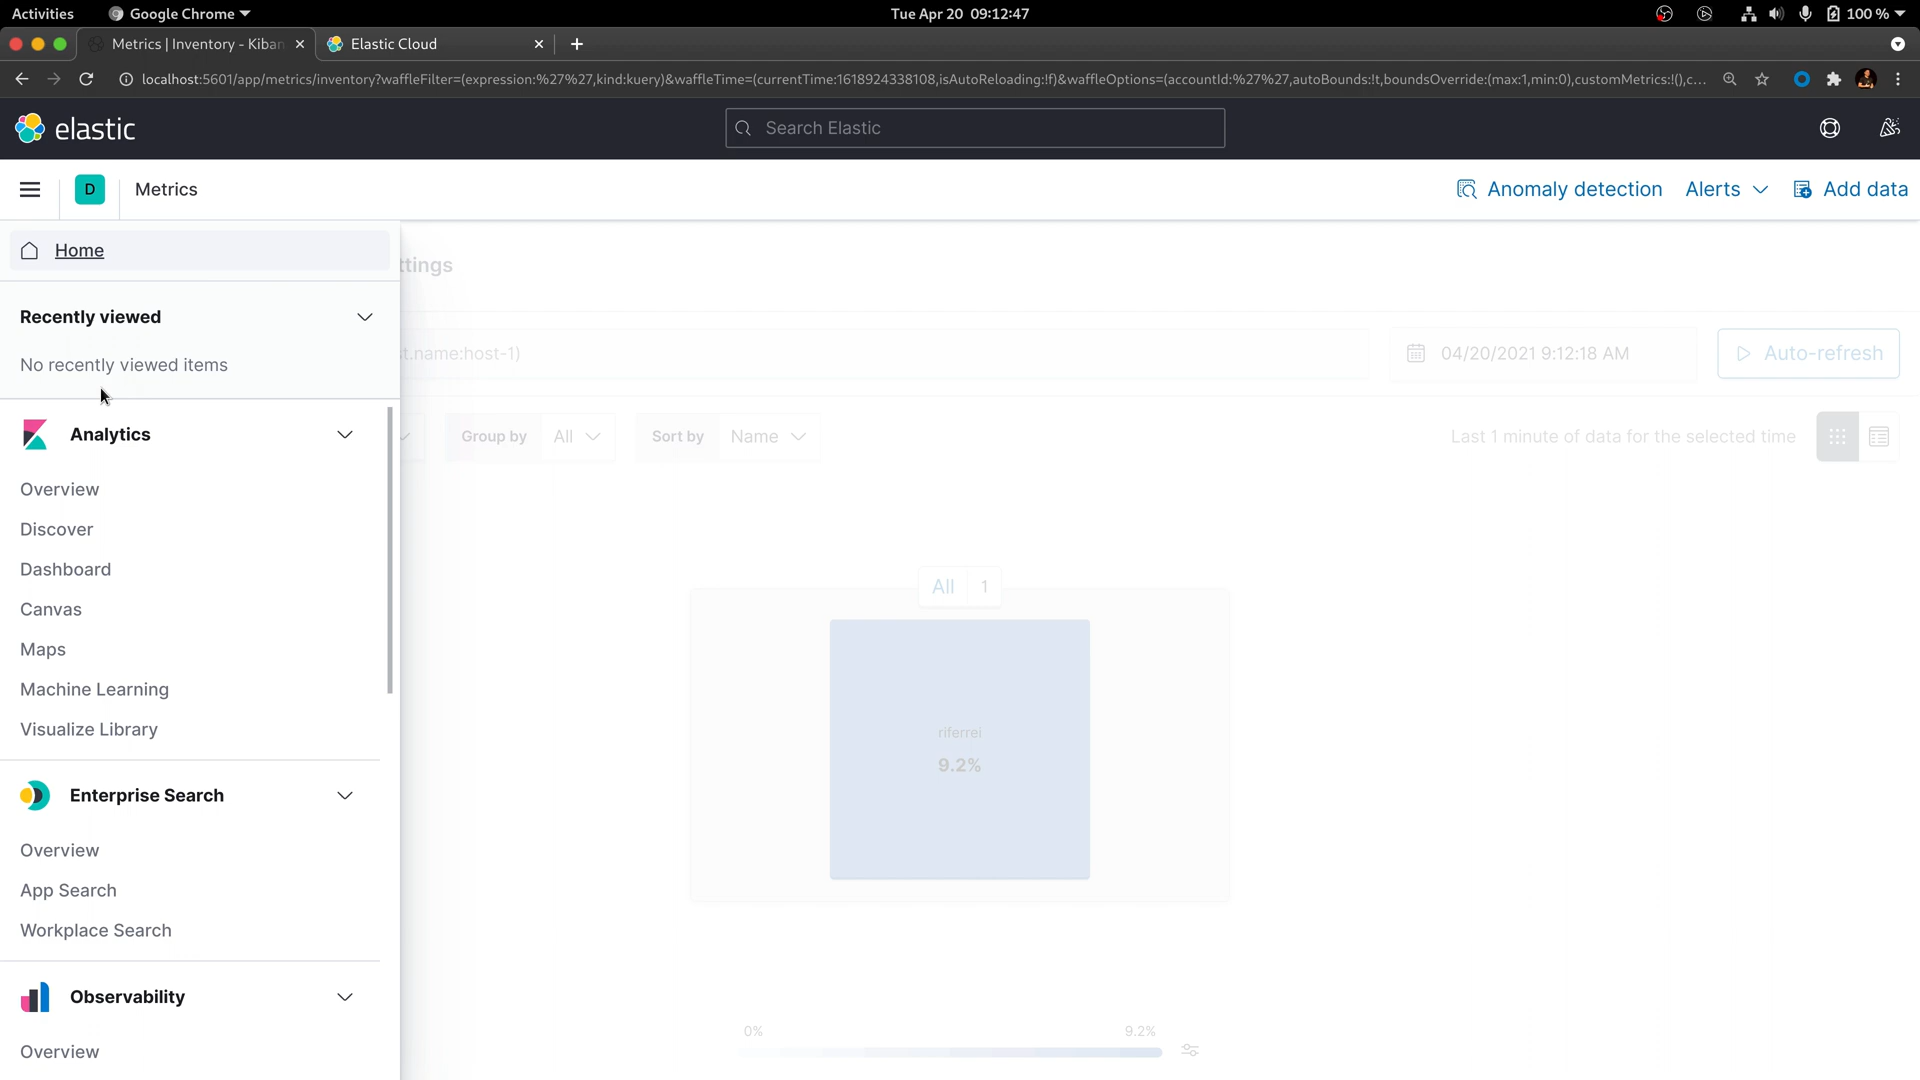 Activities
Google Chrome
Tue Apr 20 09:12:47
100 %
Metrics | Inventory - Kiban
Elastic Cloud
localhost:5601/app/metrics/inventory?waffleFilter=(expression:%27%27,kind:kuery)&waffleTime=(currentTime:1618924338108,isAutoReloading:!f)&waffleOptions=(accountId:%27%27,autoBounds:!t,boundsOverride:(max:1,min:0),customMetrics:!(),c...
elastic
Search Elastic
D
Metrics
Anomaly detection
Alerts
Add data
Home
ttings
Recently viewed
No recently viewed items
t.name:host-1)
04/20/2021 9:12:18 AM
Auto-refresh
Analytics
Group by
All
Sort by
Name
Last 1 minute of data for the selected time
Overview
Discover
Dashboard
Canvas
Maps
Machine Learning
Visualize Library
All 1
riferrei
9.2%
Enterprise Search
Overview
App Search
Workplace Search
Observability
Overview
0%
9.2%